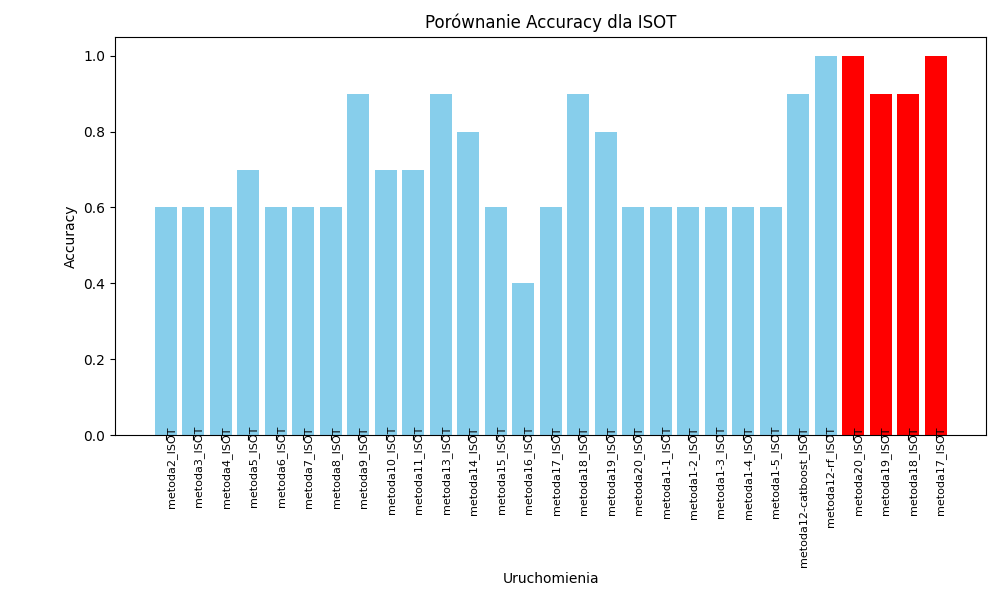 Porównanie Accuracy dla ISOT
Accuracy
1.0
0.8
0.6
0.4
0.2
0.0
metoda2_ISOT
metoda3_ISOT
metoda4_ISOT
metoda5_ISOT
metoda6_ISOT
metoda7_ISOT
metoda8_ISOT
metoda9_ISOT
metoda10_ISOT
metoda11_ISOT
metoda13_ISOT
metoda14_ISOT
metoda15_ISOT
metoda16_ISOT
metoda17_ISOT
metoda18_ISOT
metoda19_ISOT
metoda20_ISOT
metoda1-1_ISOT
metoda1-2_ISOT
metoda1-3_ISOT
metoda1-4_ISOT
metoda1-5_ISOT
metoda12-catboost_ISOT
metoda12-rf_ISOT
metoda20_ISOT
metoda19_ISOT
metoda18_ISOT
metoda17_ISOT
Uruchomienia